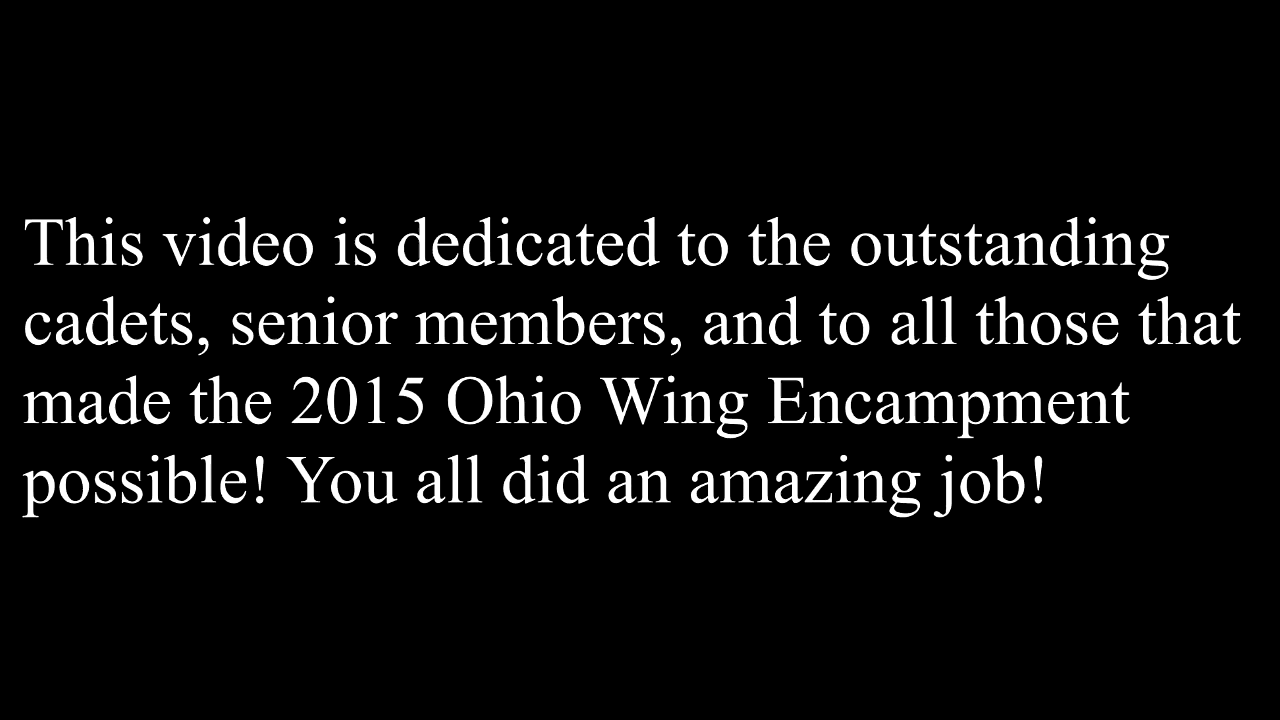 This video is dedicated to the outstanding
cadets, senior members, and to all those that
made the 2015 Ohio Wing Encampment
possible! You all did an amazing job!